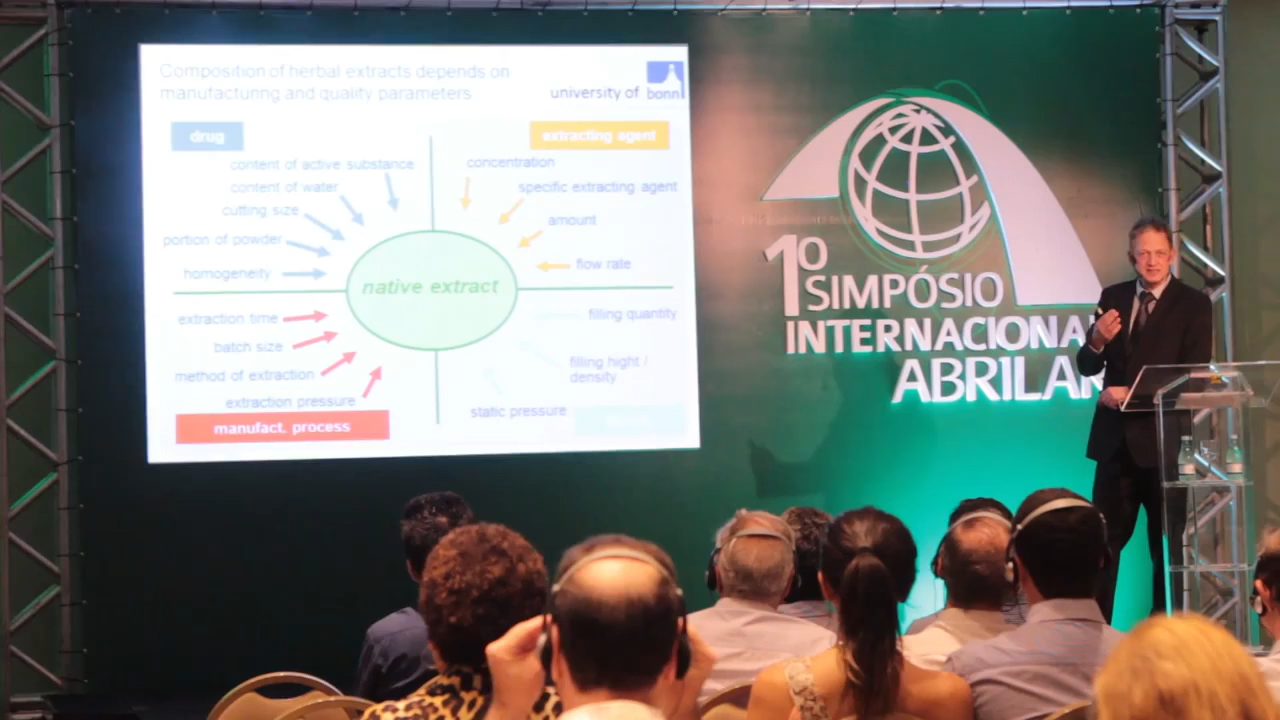 Composition of herbal extracts depends on
manufacturing and quality parameters
university of bonn
drug
extracting agent
content of active substance
content of water
cutting size
portion of powder
homogeneity
concentration
specific extracting agent
amount
flow rate
native extract
extraction time
batch size
method of extraction
extraction pressure
manufact. process
filling quantity
filling hight /
density
static pressure
1º
SIMPÓSIO
INTERNACIONA
ABRILAR